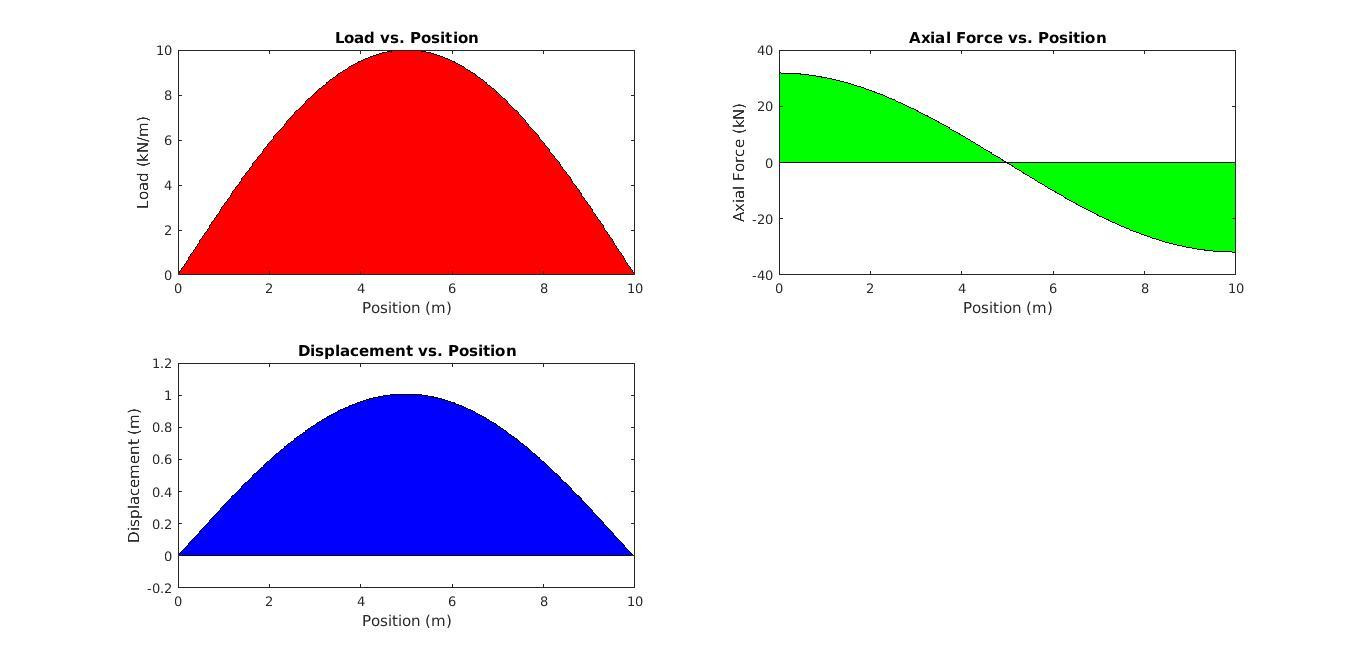 Load vs. Position
10
8
6
4
2
0
Load (kN/m)
0 2 4 6 8 10
Position (m)
Axial Force vs. Position
40
20
0
-20
-40
Axial Force (kN)
0 2 4 6 8 10
Position (m)
Displacement vs. Position
1.2
1
0.8
0.6
0.4
0.2
0
-0.2
Displacement (m)
0 2 4 6 8 10
Position (m)